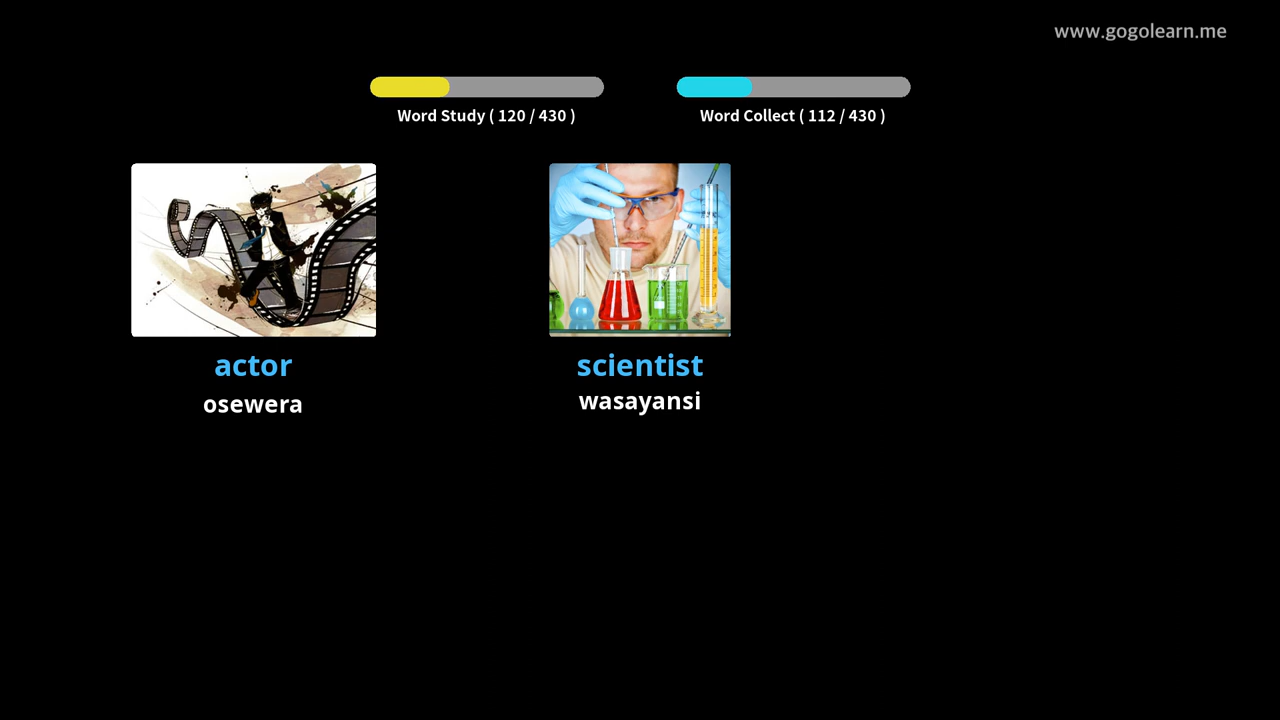 www.gogolearn.me
Word Study ( 120 / 430 )
Word Collect ( 112 / 430 )
actor
osewera
scientist
wasayansi